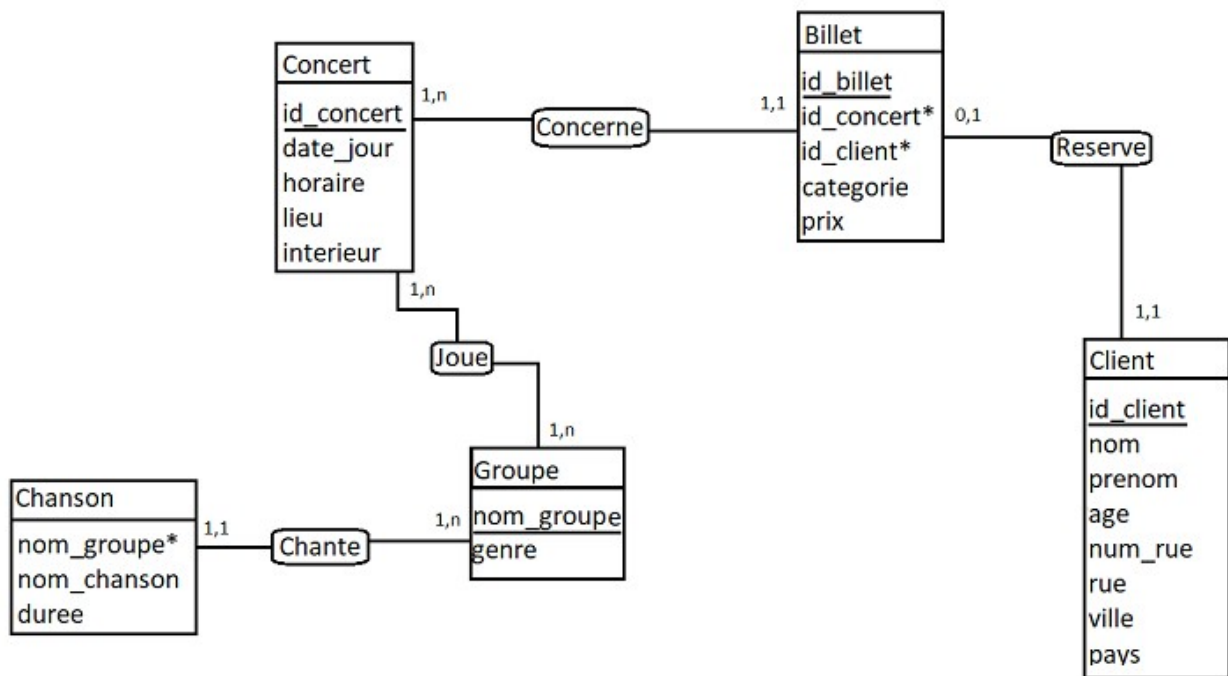 Concert
id_concert
date_jour
horaire
lieu
interieur
1,n
Concerne
1,1
Billet
id_billet
id_concert*
id_client*
categorie
prix
0,1
Reserve
1,1
Client
id_client
nom
prenom
age
num_rue
rue
ville
pays
1,n
Joue
1,n
Groupe
nom_groupe
genre
1,n
Chante
1,1
Chanson
nom_groupe*
nom_chanson
duree